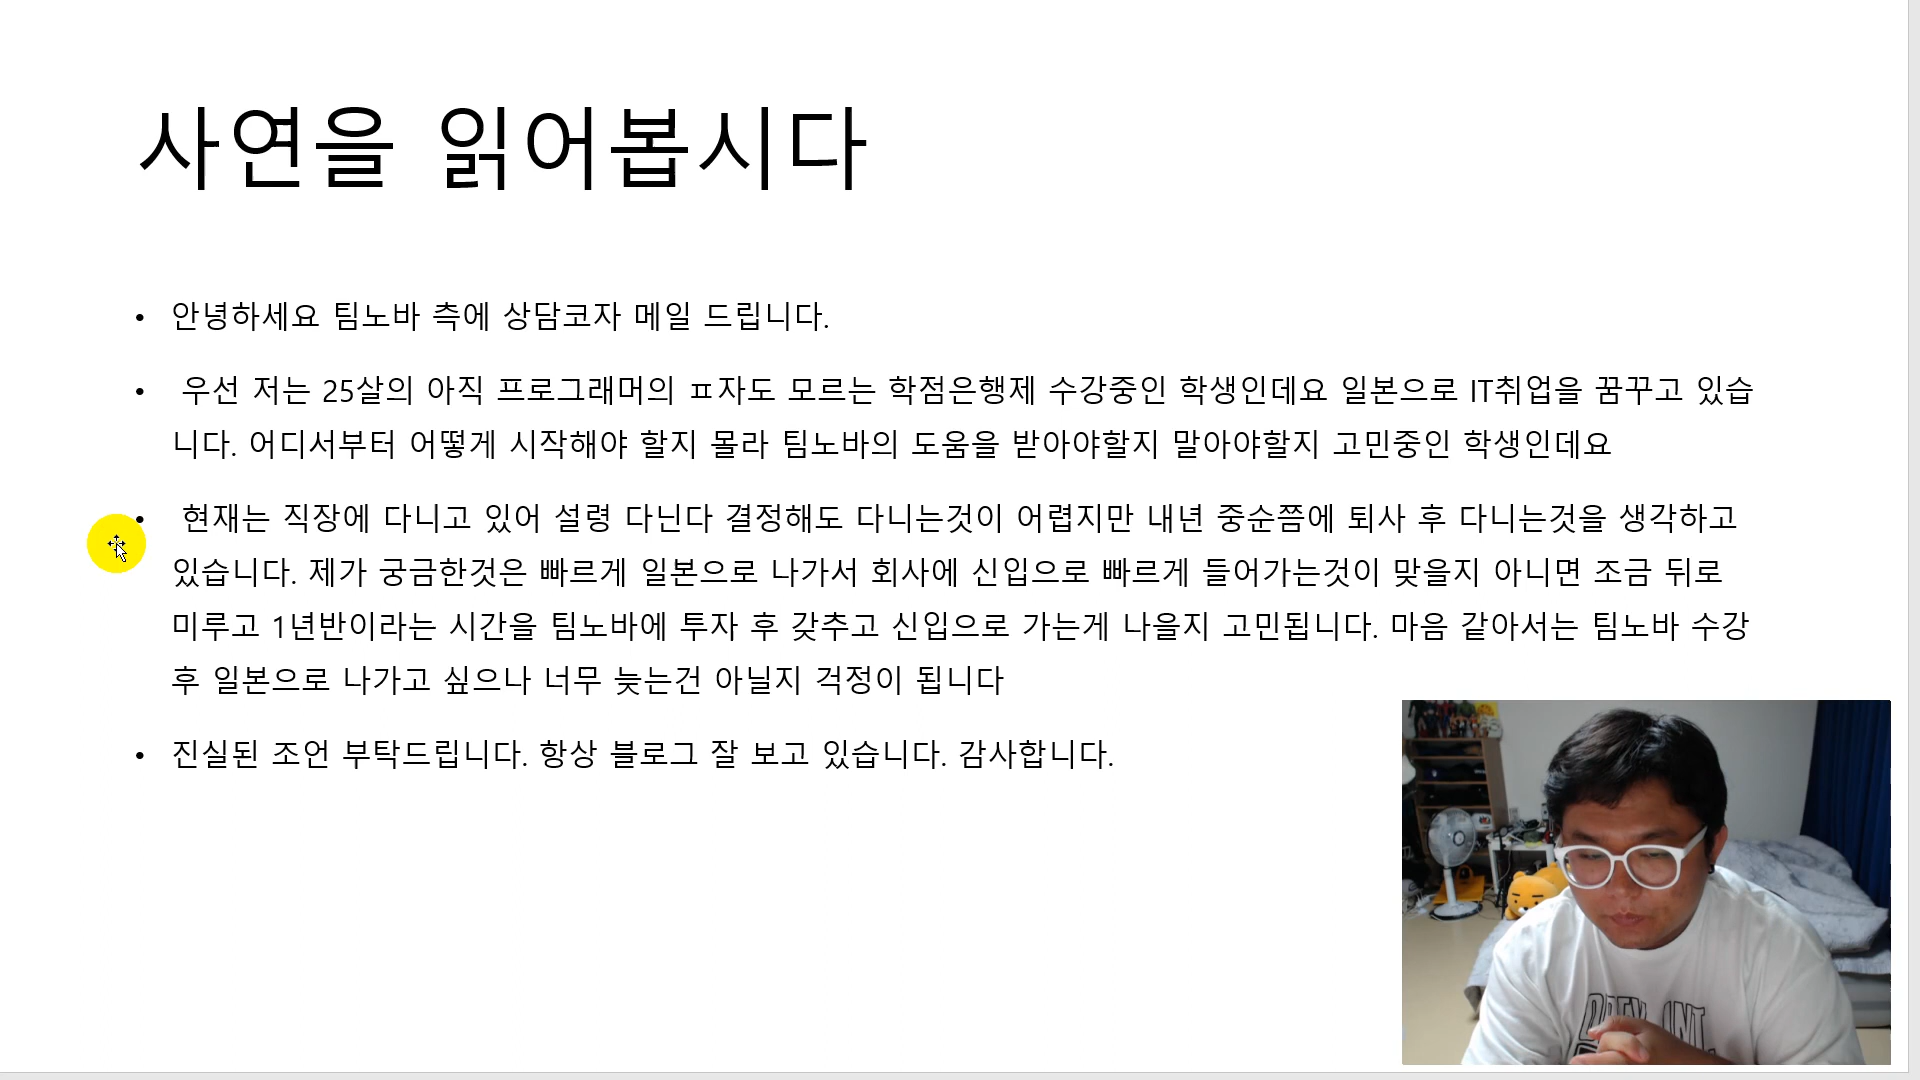 사연을 읽어봅시다
• 안녕하세요 팀노바 측에 상담코자 메일 드립니다.
• 우선 저는 25살의 아직 프로그래머의 ㅍ자도 모르는 학점은행제 수강중인 학생인데요 일본으로 IT취업을 꿈꾸고 있습
니다. 어디서부터 어떻게 시작해야 할지 몰라 팀노바의 도움을 받아야할지 말아야할지 고민중인 학생인데요
• 현재는 직장에 다니고 있어 설령 다닌다 결정해도 다니는것이 어렵지만 내년 중순쯤에 퇴사 후 다니는것을 생각하고
있습니다. 제가 궁금한것은 빠르게 일본으로 나가서 회사에 신입으로 빠르게 들어가는것이 맞을지 아니면 조금 뒤로
미루고 1년반이라는 시간을 팀노바에 투자 후 갖추고 신입으로 가는게 나을지 고민됩니다. 마음 같아서는 팀노바 수강
후 일본으로 나가고 싶으나 너무 늦는건 아닐지 걱정이 됩니다
• 진실된 조언 부탁드립니다. 항상 블로그 잘 보고 있습니다. 감사합니다.